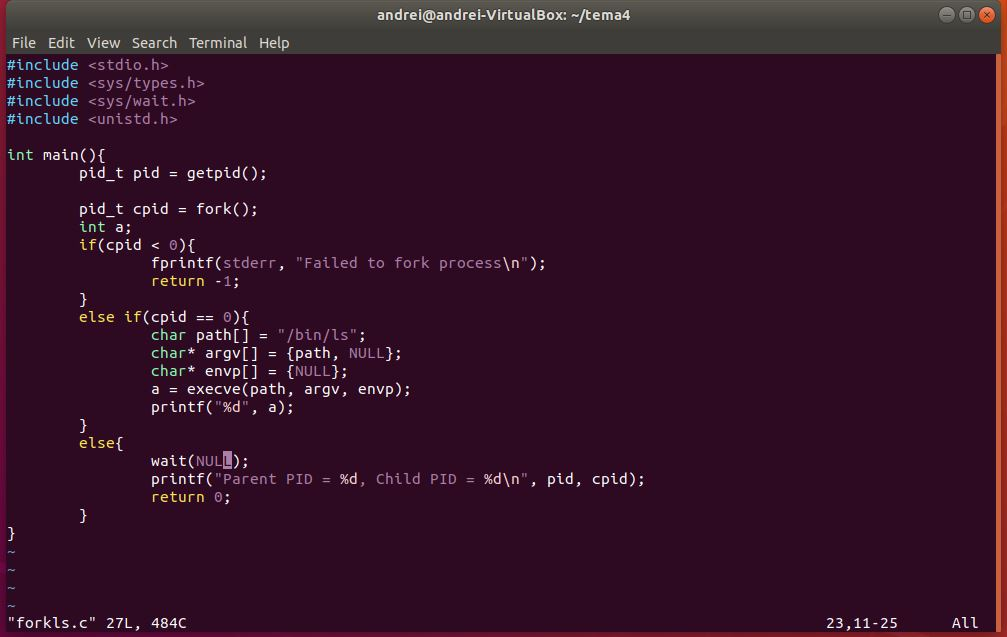 andrei@andrei-VirtualBox: ~/tema4
File Edit View Search Terminal Help
#include <stdio.h>
#include <sys/types.h>
#include <sys/wait.h>
#include <unistd.h>

int main(){
        pid_t pid = getpid();

        pid_t cpid = fork();
        int a;
        if(cpid < 0){
                fprintf(stderr, "Failed to fork process\n");
                return -1;
        }
        else if(cpid == 0){
                char path[] = "/bin/ls";
                char* argv[] = {path, NULL};
                char* envp[] = {NULL};
                a = execve(path, argv, envp);
                printf("%d", a);
        }
        else{
                wait(NULL);
                printf("Parent PID = %d, Child PID = %d\n", pid, cpid);
                return 0;
        }
}
~
~
~
~
"forkls.c" 27L, 484C 23,11-25 All